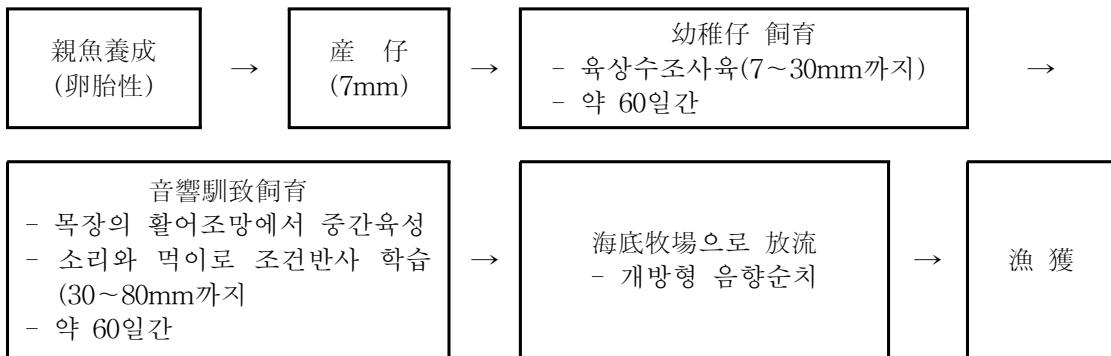 親魚養成
(卵胎性)
→
産 仔
(7mm)
→
幼稚仔 飼育
- 육상수조사육(7～30mm까지)
- 약 60일간
→
音響馴致飼育
- 목장의 활어조망에서 중간육성
- 소리와 먹이로 조건반사 학습
(30～80mm까지
- 약 60일간
→
海底牧場으로 放流
- 개방형 음향순치
→
漁 獲